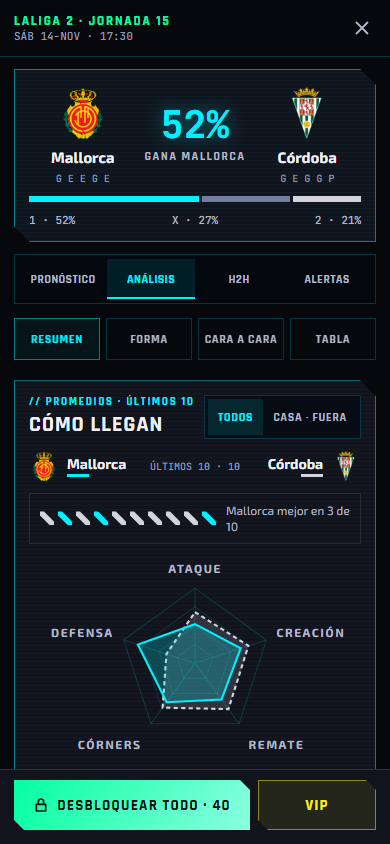 LALIGA 2 · JORNADA 15
SÁB 14-NOV · 17:30
52%
GANA MALLORCA
Mallorca
Córdoba
G E E G E
G E G G P
1 · 52%
X · 27%
2 · 21%
PRONÓSTICO
ANÁLISIS
H2H
ALERTAS
RESUMEN
FORMA
CARA A CARA
TABLA
// PROMEDIOS · ÚLTIMOS 10
CÓMO LLEGAN
TODOS
CASA · FUERA
Mallorca
ÚLTIMOS 10 · 10
Córdoba
Mallorca mejor en 3 de
10
ATAQUE
DEFENSA
CREACIÓN
CÓRNERS
REMATE
DESBLOQUEAR TODO · 40
VIP